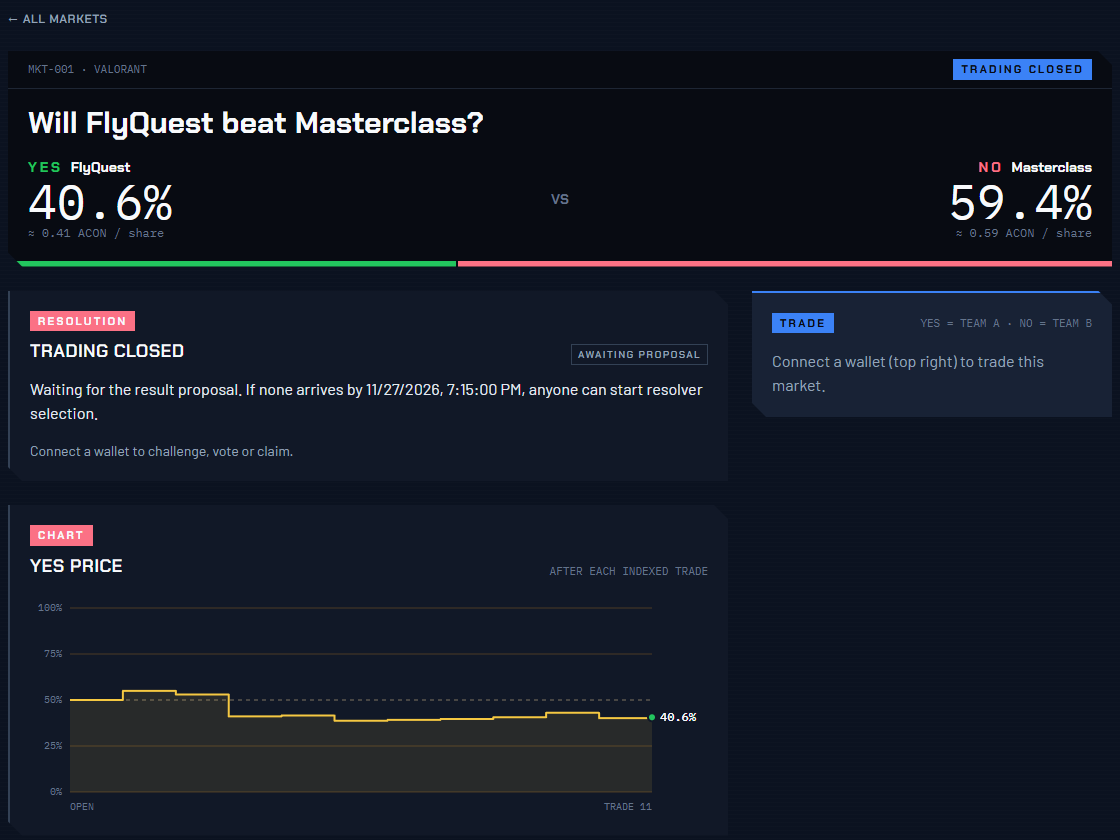 ← ALL MARKETS
MKT-001 · VALORANT
TRADING CLOSED
Will FlyQuest beat Masterclass?
YES FlyQuest
40.6%
≈ 0.41 ACON / share
VS
NO Masterclass
59.4%
≈ 0.59 ACON / share
RESOLUTION
TRADING CLOSED
AWAITING PROPOSAL
Waiting for the result proposal. If none arrives by 11/27/2026, 7:15:00 PM, anyone can start resolver
selection.
Connect a wallet to challenge, vote or claim.
TRADE
YES = TEAM A · NO = TEAM B
Connect a wallet (top right) to trade this
market.
CHART
YES PRICE
AFTER EACH INDEXED TRADE
100%
75%
50%
25%
0%
40.6%
OPEN
TRADE 11